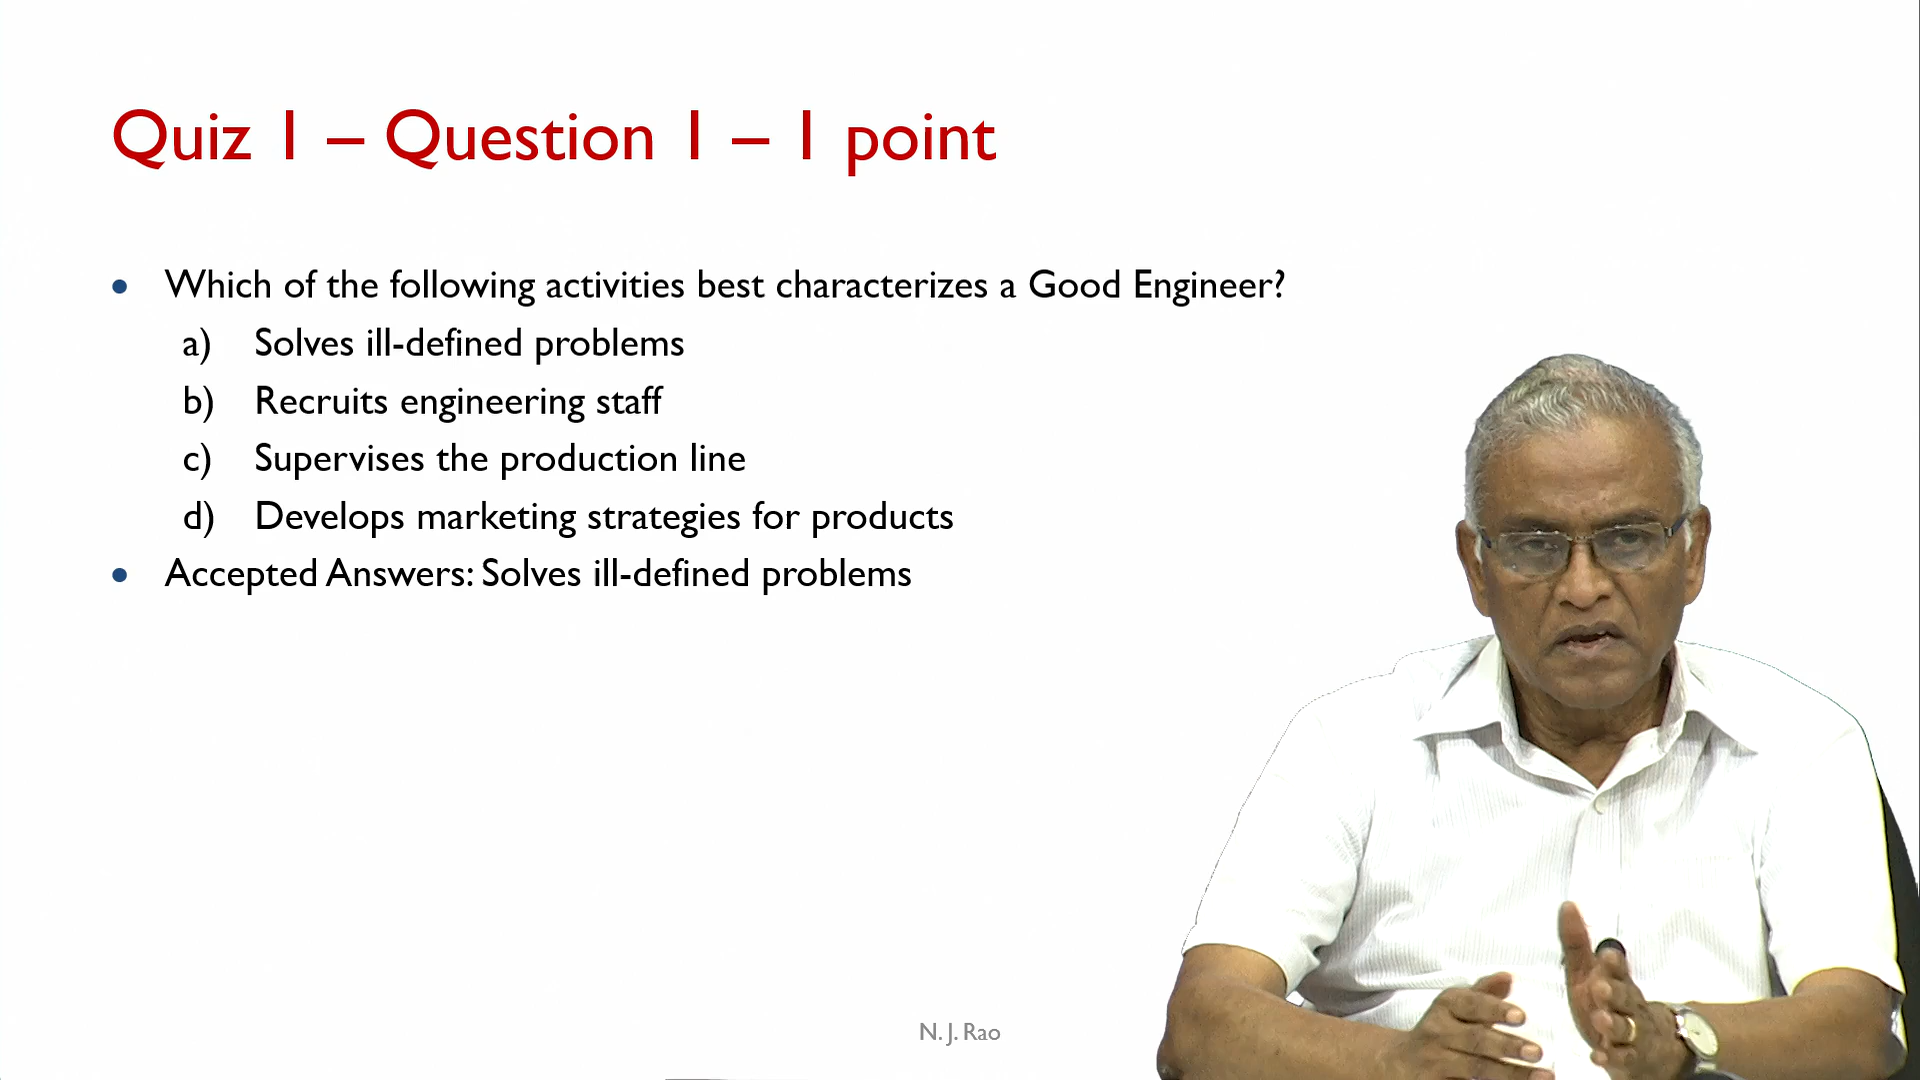 Quiz 1 – Question 1 – 1 point
• Which of the following activities best characterizes a Good Engineer?
a) Solves ill-defined problems
b) Recruits engineering staff
c) Supervises the production line
d) Develops marketing strategies for products
• Accepted Answers: Solves ill-defined problems
N. J. Rao